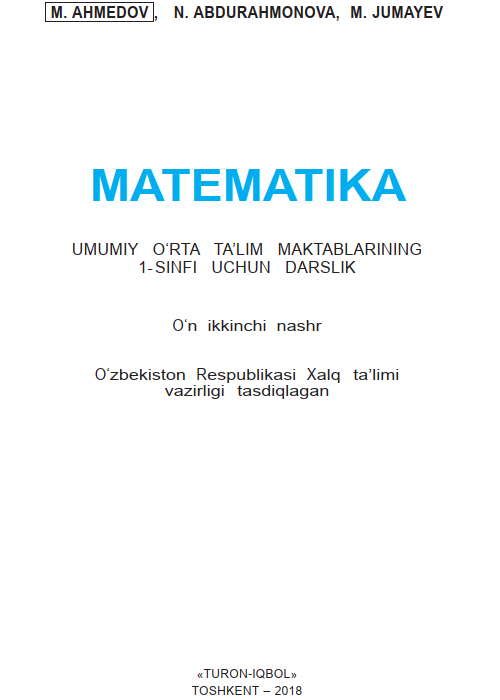 M. AHMEDOV, N. ABDURAHMONOVA, M. JUMAYEV
MATEMATIKA
UMUMIY O‘RTA TA’LIM MAKTABLARINING
1-SINFI UCHUN DARSLIK
O‘n ikkinchi nashr
O‘zbekiston Respublikasi Xalq ta’limi
vazirligi tasdiqlagan
«TURON-IQBOL»
TOSHKENT – 2018